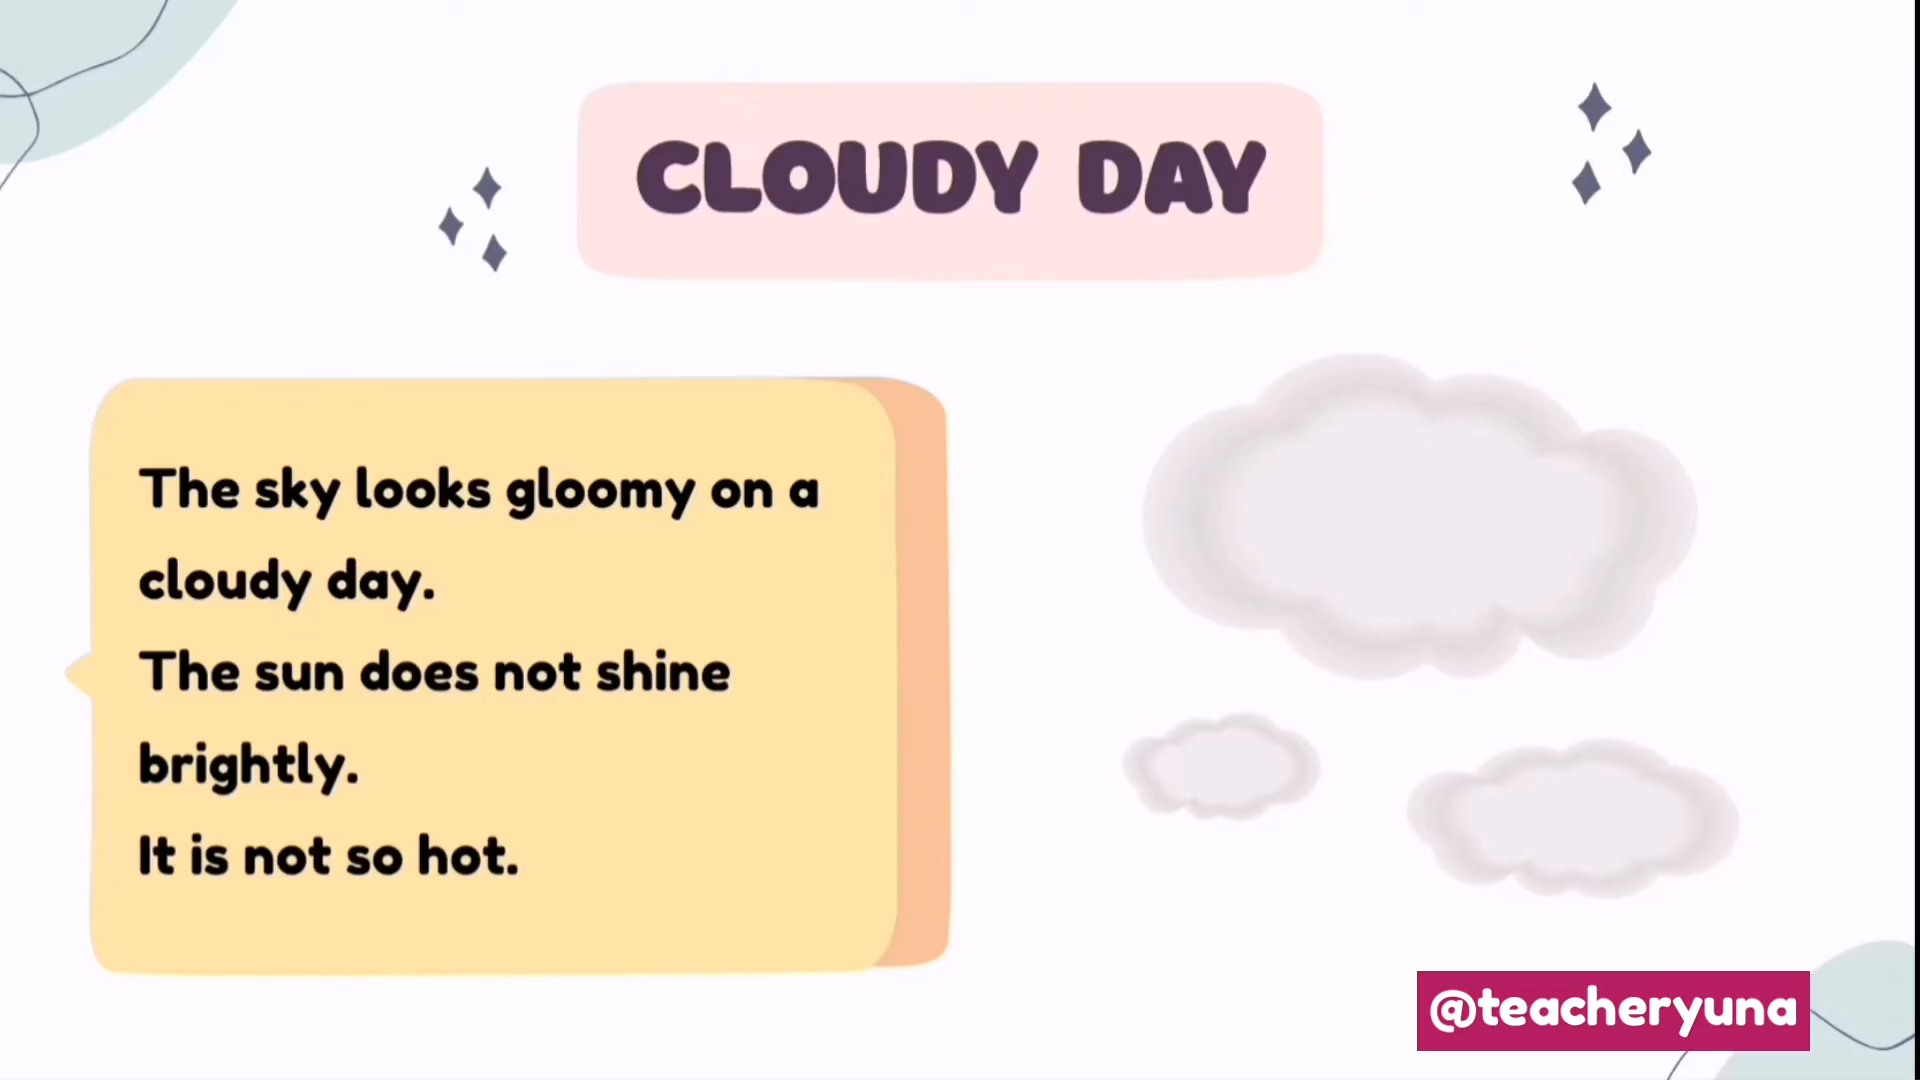 CLOUDY DAY
The sky looks gloomy on a
cloudy day.
The sun does not shine
brightly.
It is not so hot.
@teacheryuna